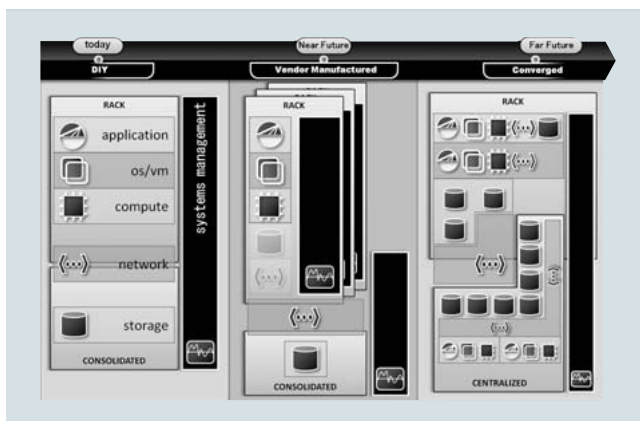 today
Near Future
Far Future
DIY
Vendor Manufactured
Converged
RACK
application
os/vm
compute
network
storage
CONSOLIDATED
systems management
RACK
CONSOLIDATED
RACK
CENTRALIZED